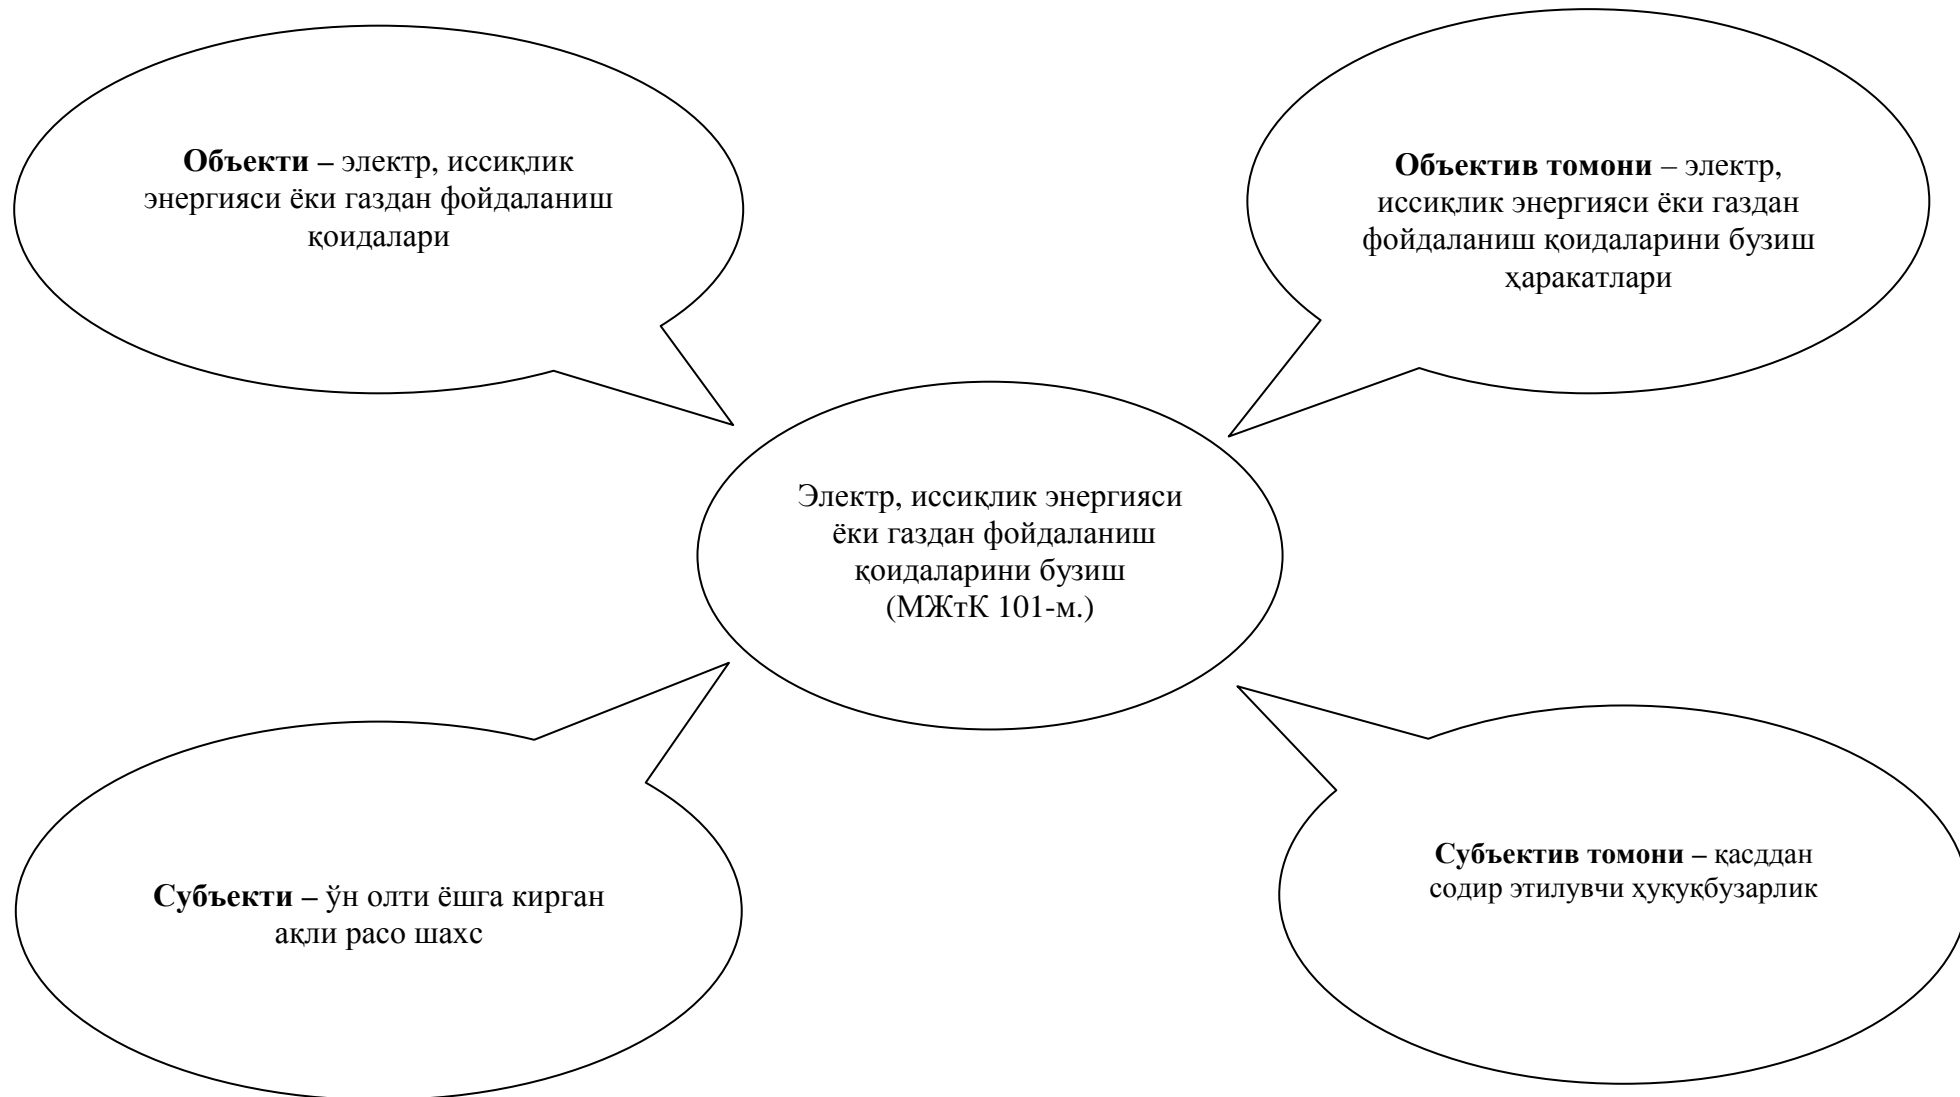 Объекти – электр, иссиқлик
энергияси ёки газдан фойдаланиш
қоидалари
Объектив томони – электр,
иссиқлик энергияси ёки газдан
фойдаланиш қоидаларини бузиш
ҳаракатлари
Электр, иссиқлик энергияси
ёки газдан фойдаланиш
қоидаларини бузиш
(МЖтК 101-м.)
Субъекти – ўн олти ёшга кирган
ақли расо шахс
Субъектив томони – қасддан
содир этилувчи ҳуқуқбузарлик